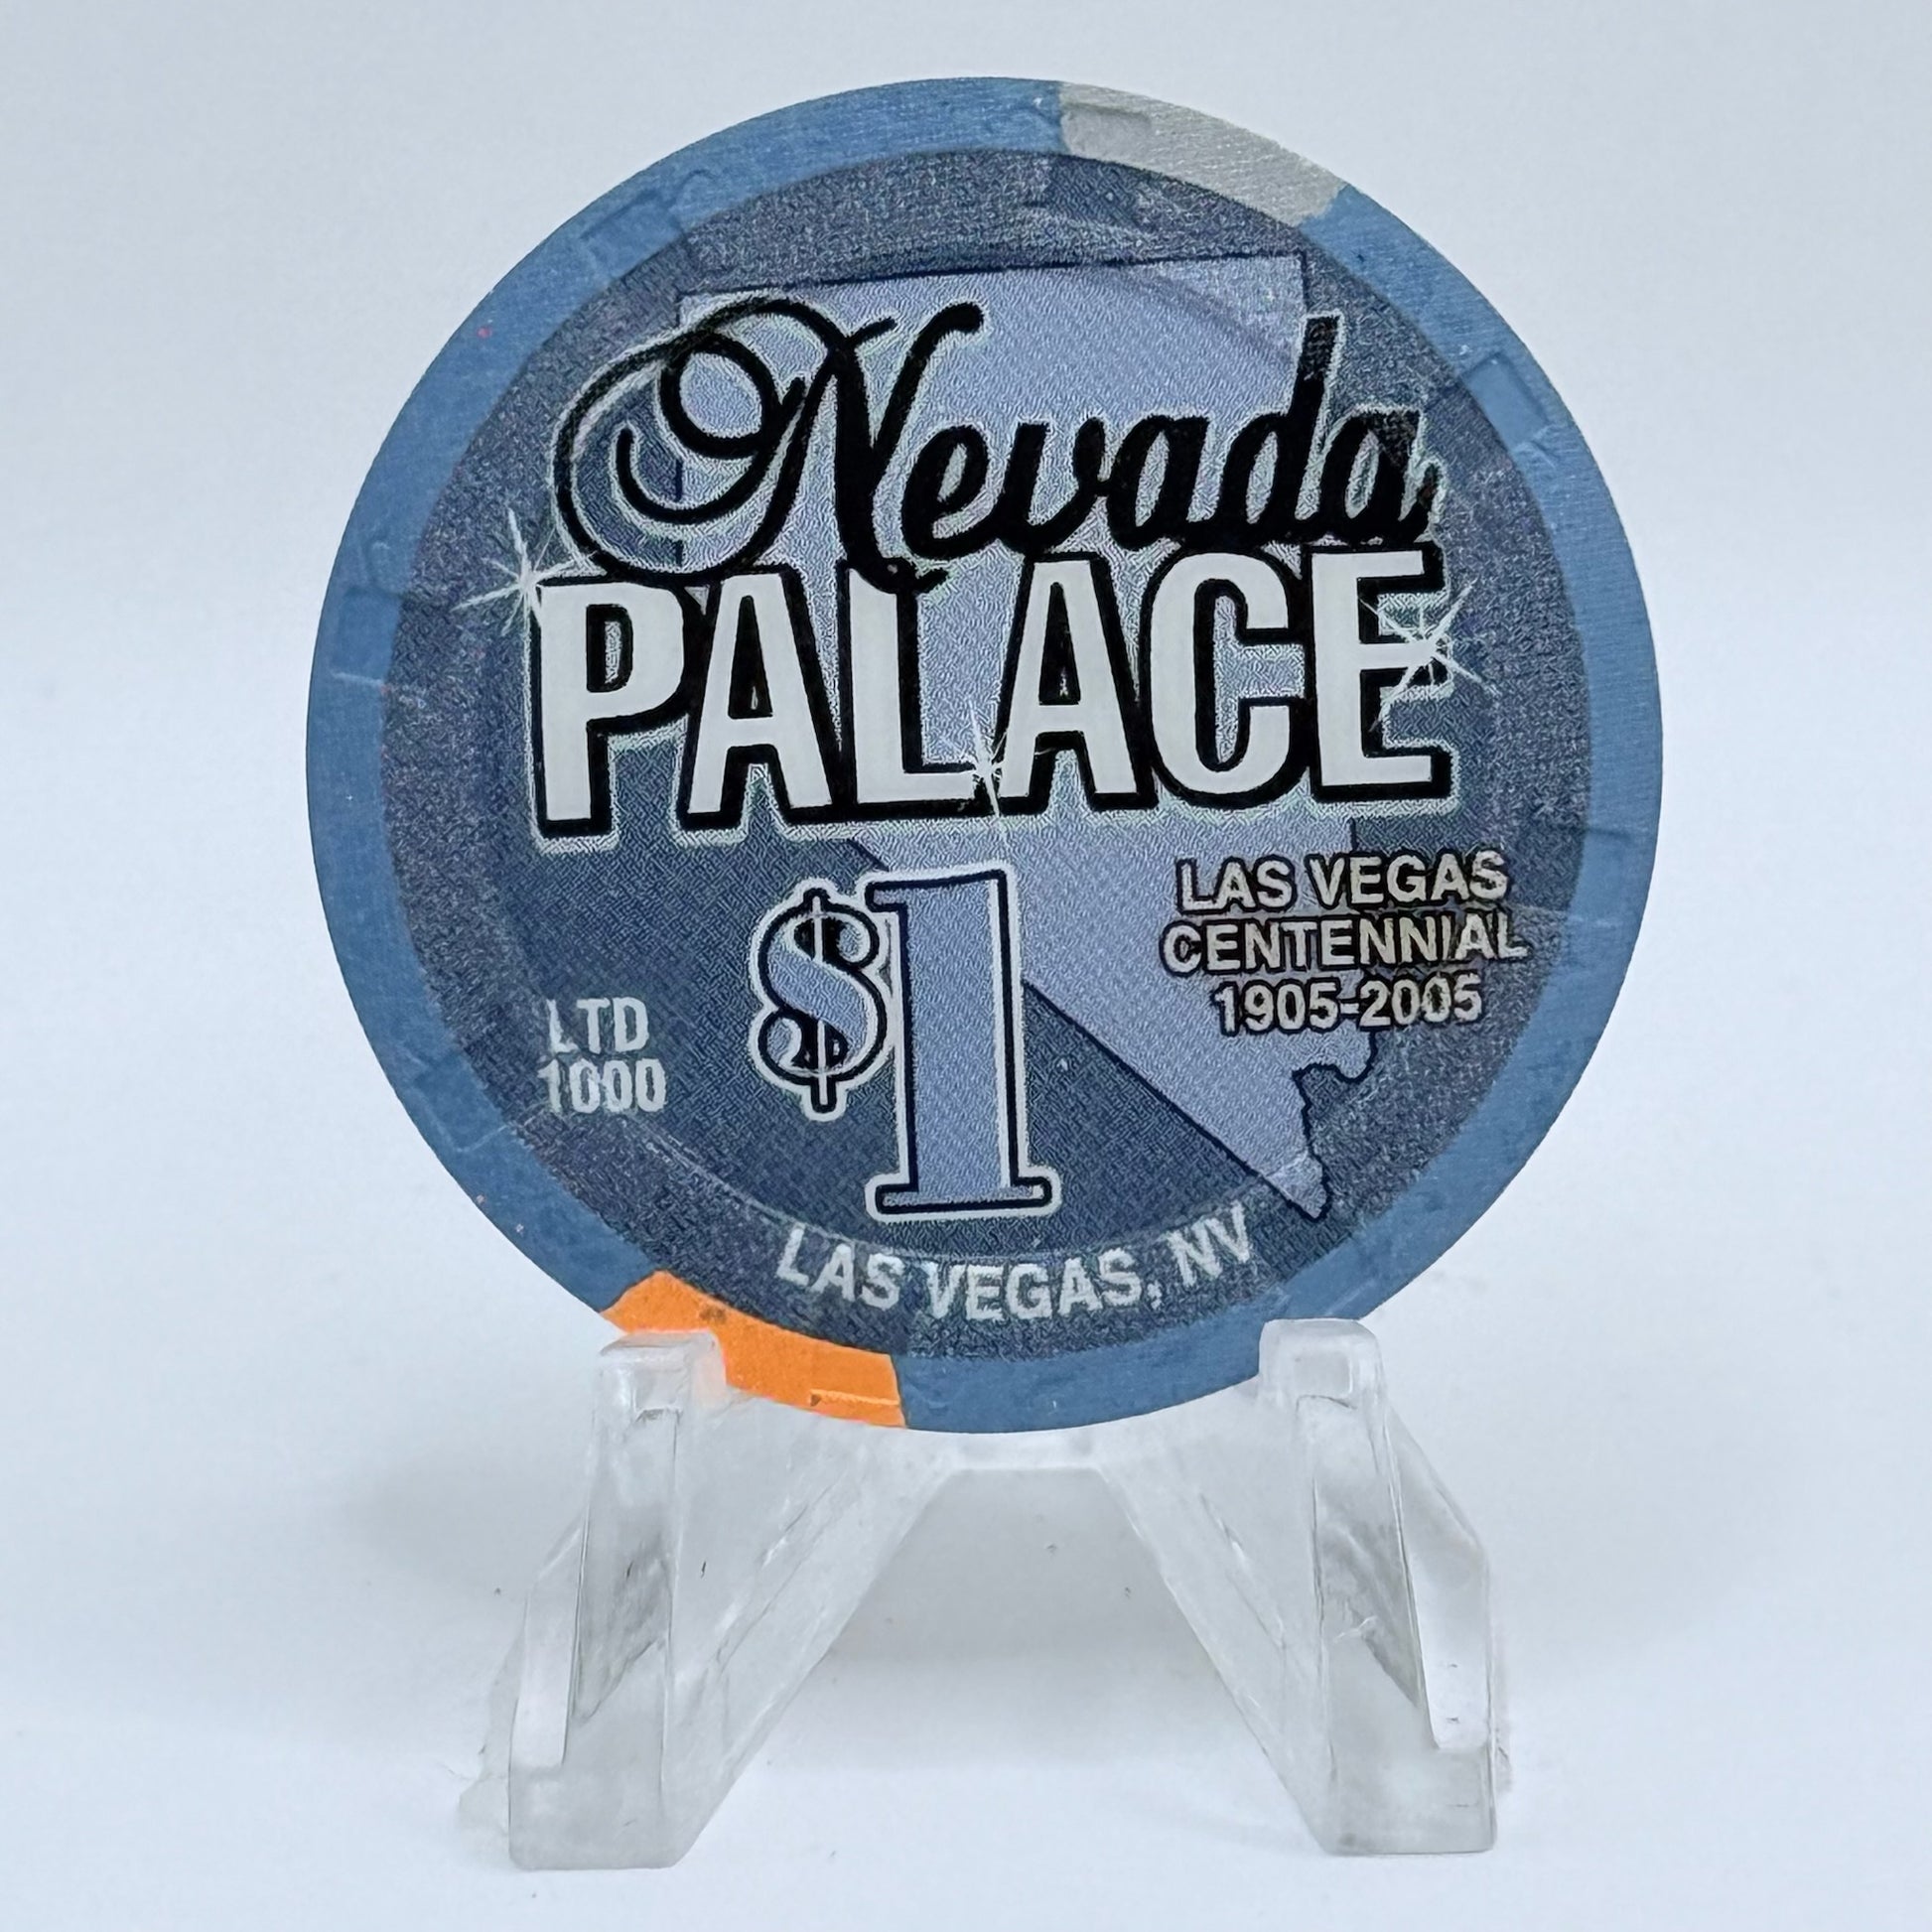 Nevada
PALACE
$1
LAS VEGAS
CENTENNIAL
1905-2005
LTD
1000
LAS VEGAS, NV